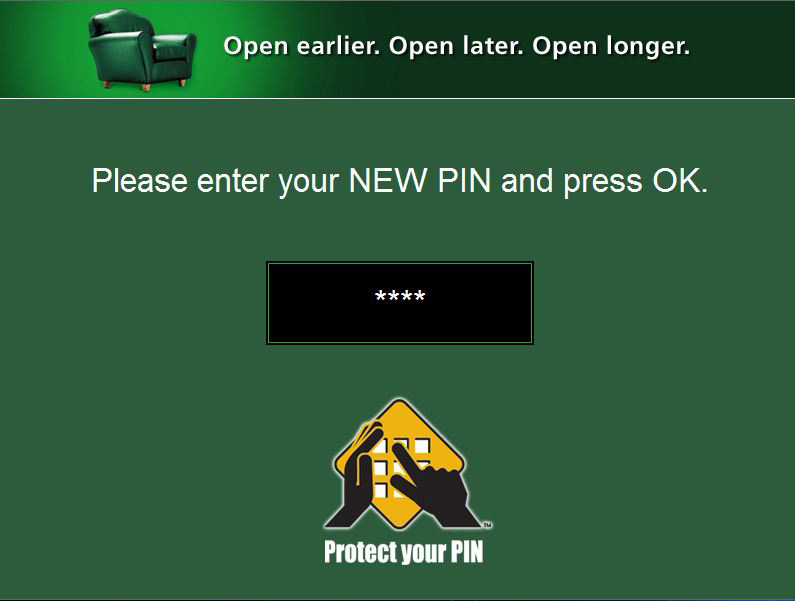 Open earlier. Open later. Open longer.
Please enter your NEW PIN and press OK.
****
TM
Protect your PIN